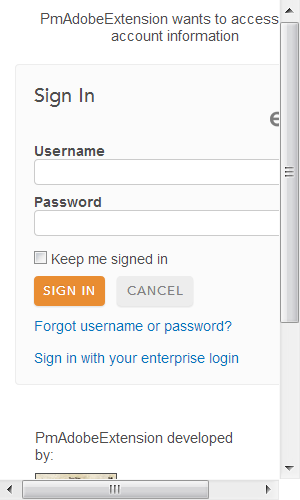 PmAdobeExtension wants to access
account information
Sign In
Username
Password
Keep me signed in
SIGN IN
CANCEL
Forgot username or password?
Sign in with your enterprise login
PmAdobeExtension developed
by: